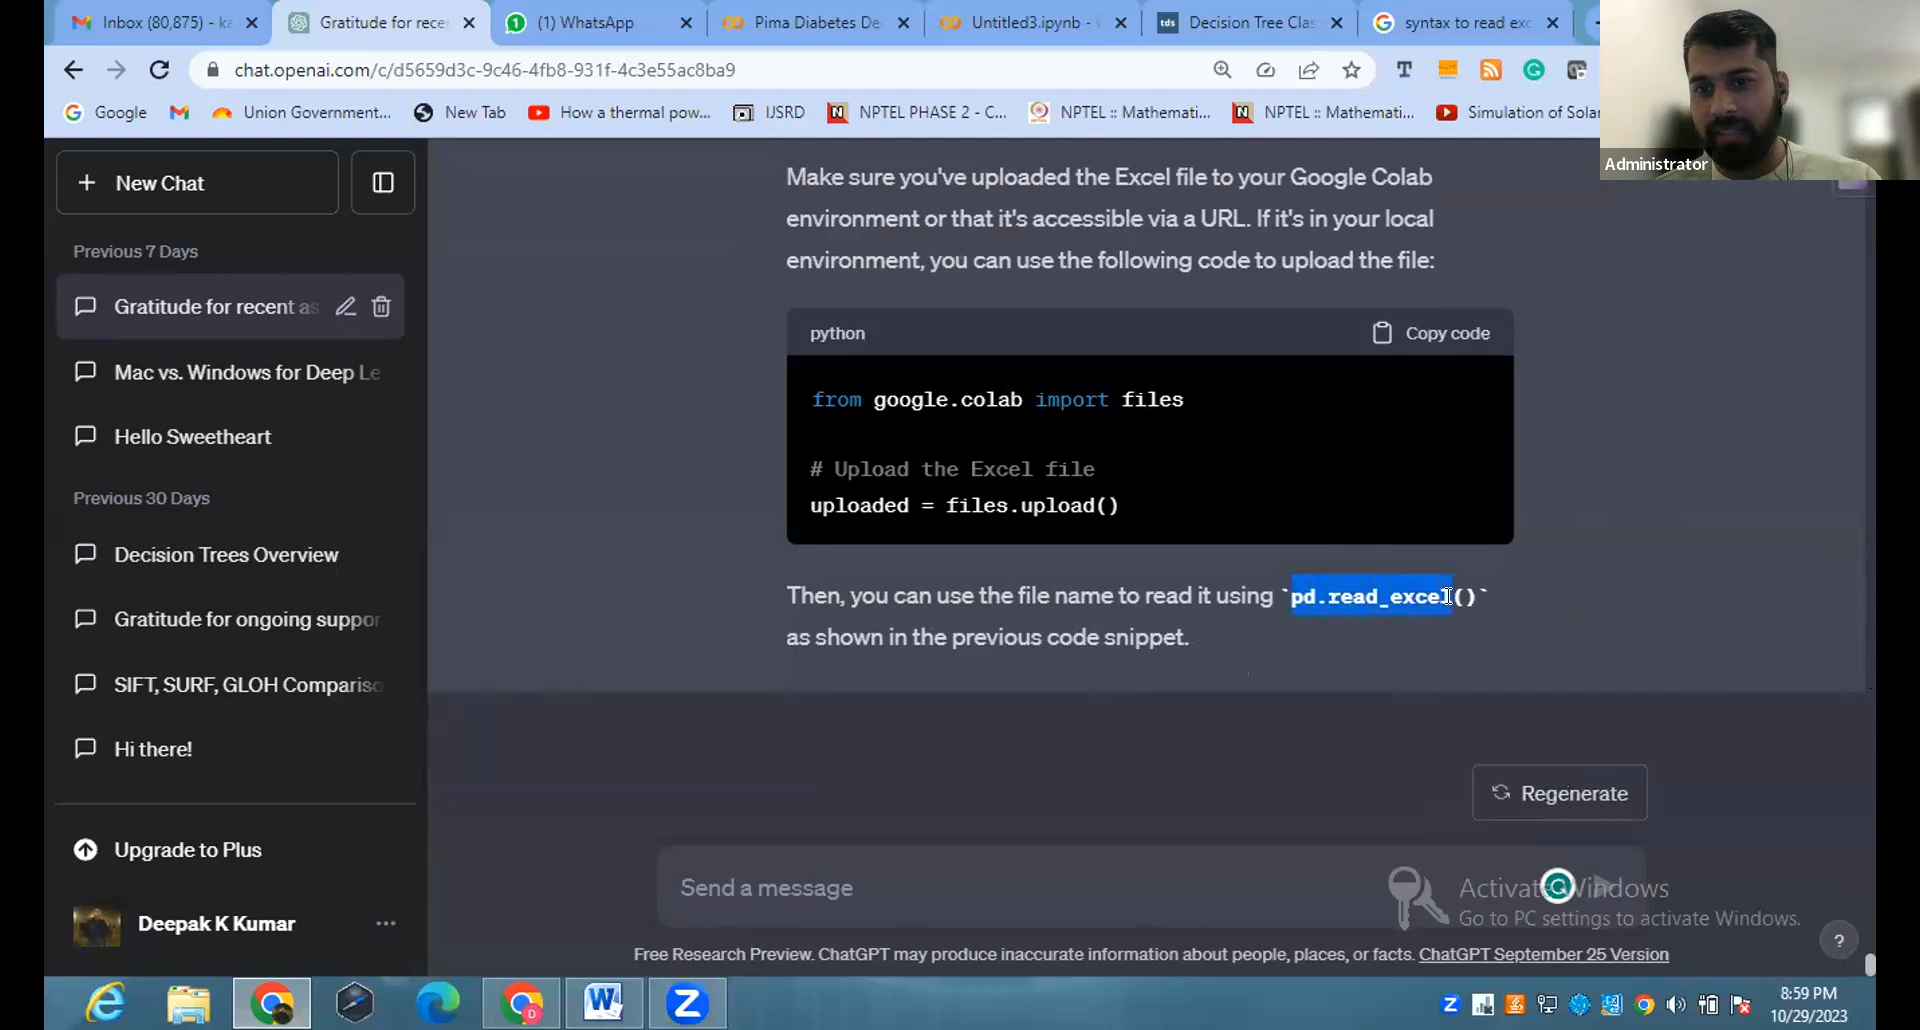 Inbox (80,875) - ka
Gratitude for rece
(1) WhatsApp
Pima Diabetes De
Untitled3.ipynb -
tds
Decision Tree Clas
syntax to read exc
chat.openai.com/c/d5659d3c-9c46-4fb8-931f-4c3e55ac8ba9
Google
Union Government...
New Tab
How a thermal pow...
IJSRD
NPTEL PHASE 2 - C...
NPTEL :: Mathemati...
NPTEL :: Mathemati...
Simulation of Solar
Administrator
+ New Chat
Previous 7 Days
Gratitude for recent as
Mac vs. Windows for Deep Le
Hello Sweetheart
Previous 30 Days
Decision Trees Overview
Gratitude for ongoing suppor
SIFT, SURF, GLOH Compariso
Hi there!
Upgrade to Plus
Deepak K Kumar
Make sure you've uploaded the Excel file to your Google Colab
environment or that it's accessible via a URL. If it's in your local
environment, you can use the following code to upload the file:
python
Copy code
from google.colab import files
# Upload the Excel file
uploaded = files.upload()
Then, you can use the file name to read it using `pd.read_excel()`
as shown in the previous code snippet.
Regenerate
Send a message
Activate Windows
Go to PC settings to activate Windows.
Free Research Preview. ChatGPT may produce inaccurate information about people, places, or facts. ChatGPT September 25 Version
?
8:59 PM
10/29/2023